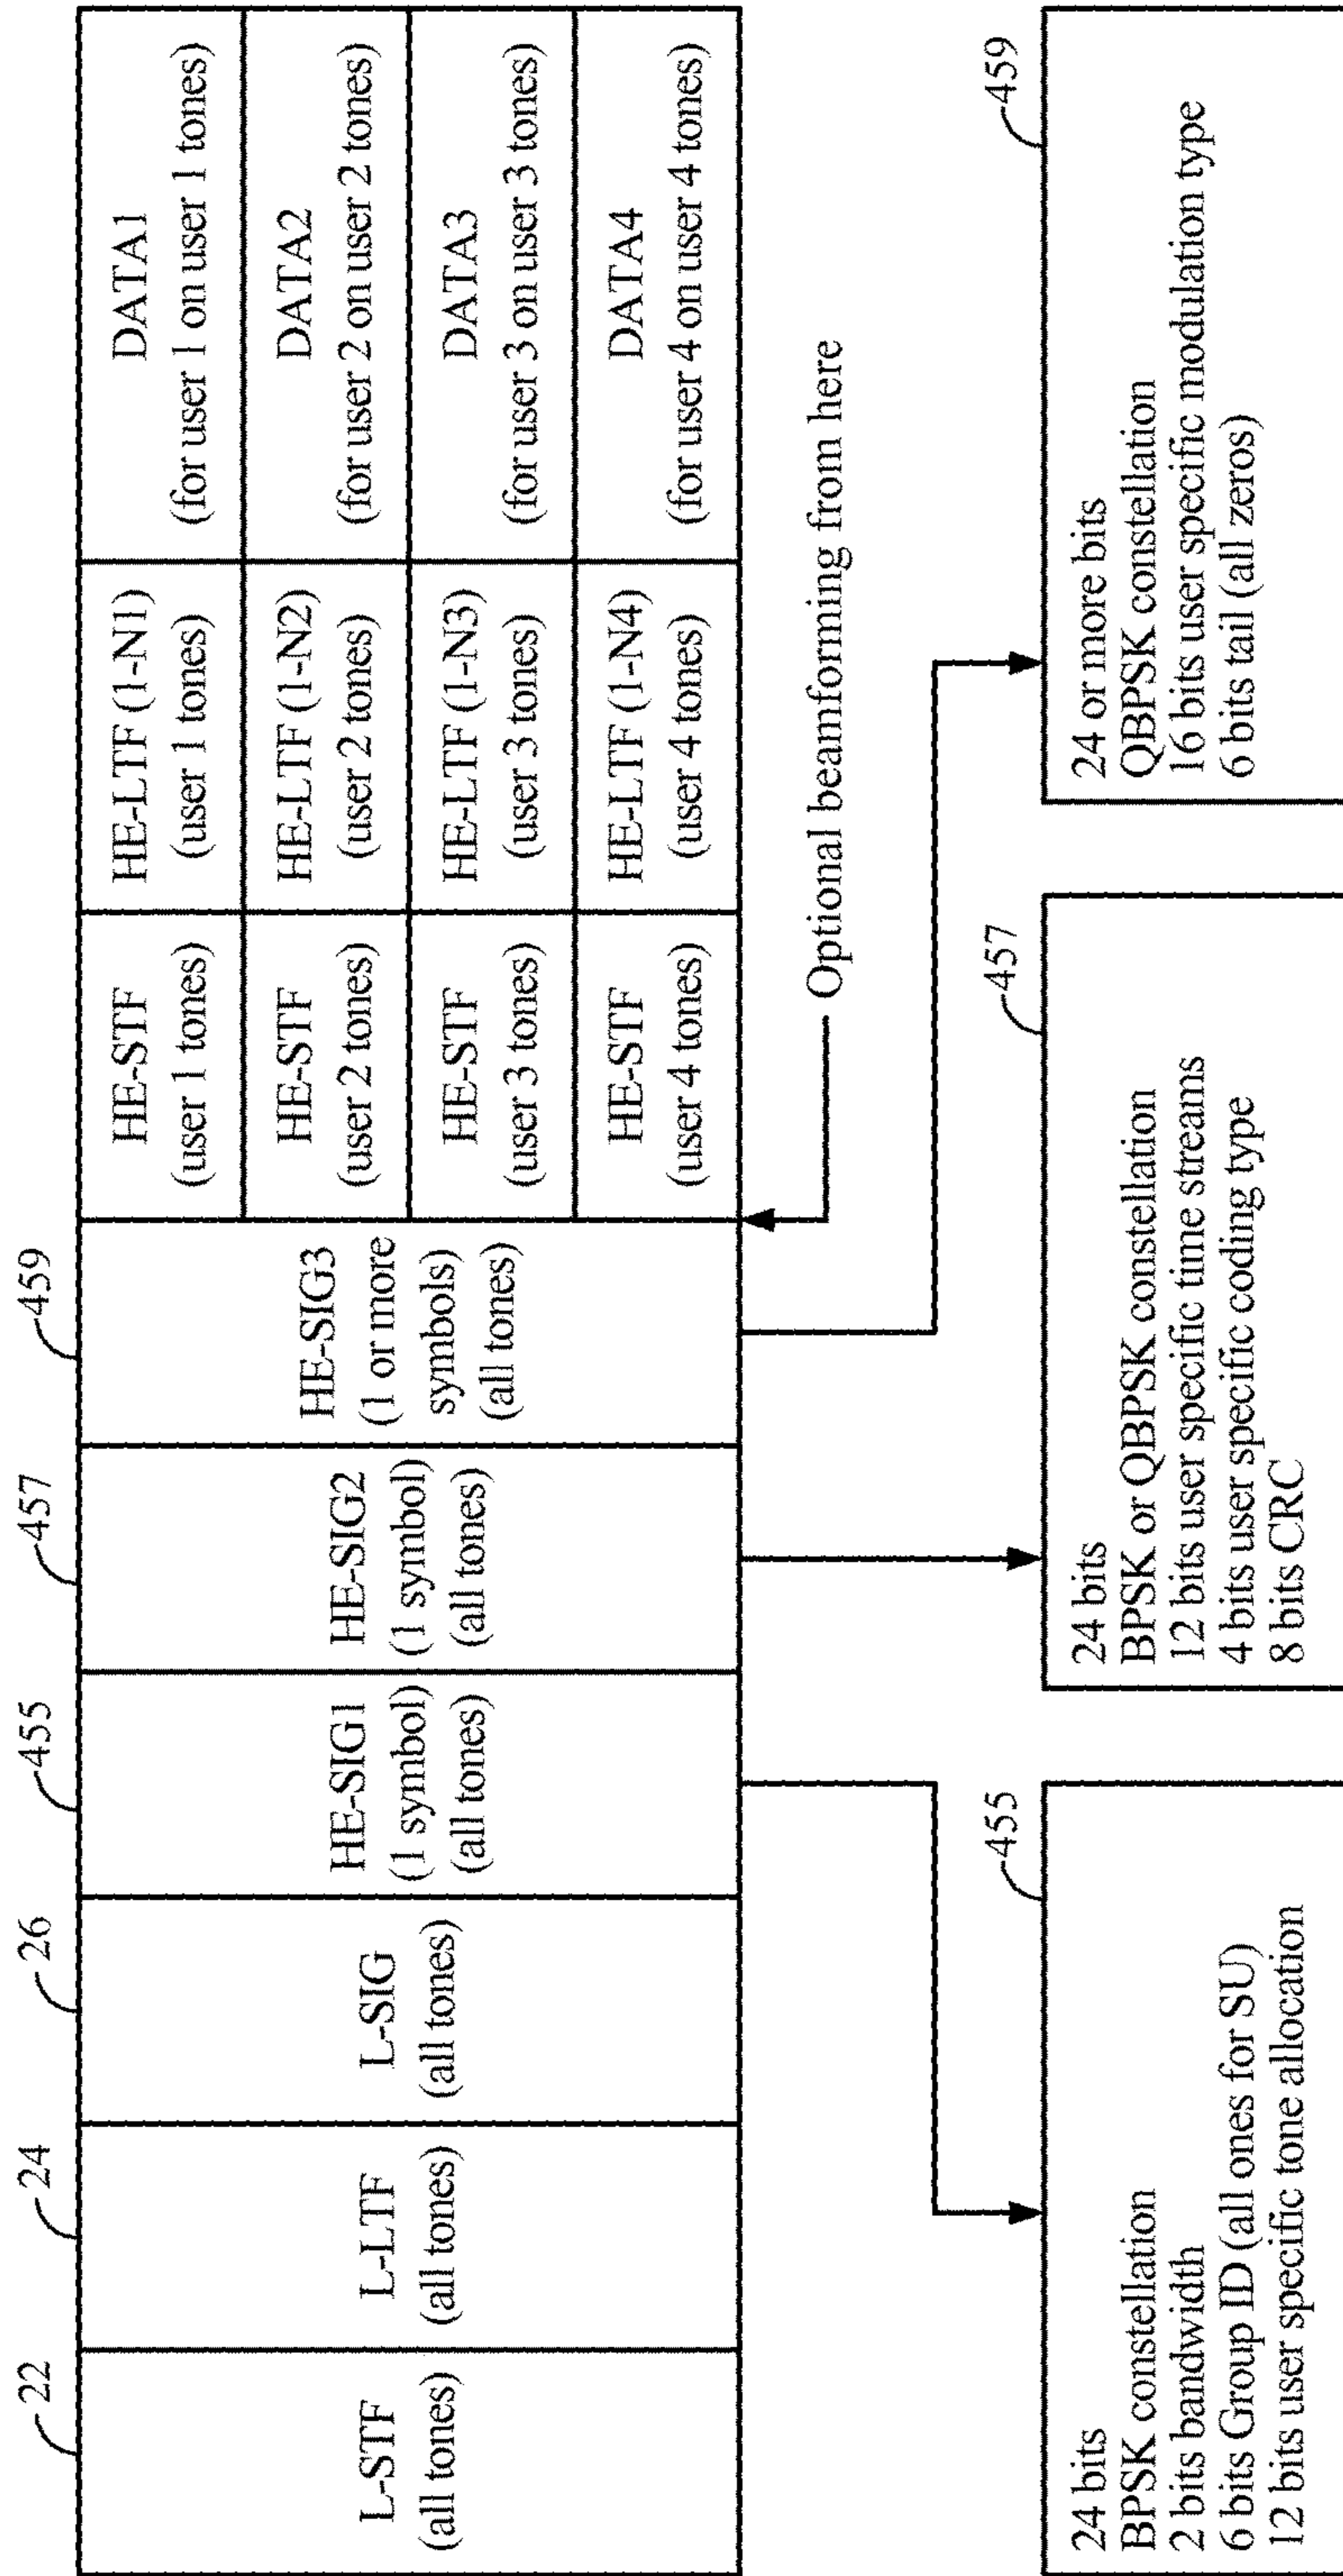 22
24
26
455
457
459
L-STF
(all tones)
L-LTF
(all tones)
L-SIG
(all tones)
HE-SIG1
(1 symbol)
(all tones)
HE-SIG2
(1 symbol)
(all tones)
HE-SIG3
(1 or more
symbols)
(all tones)
HE-STF
(user 1 tones)
HE-LTF (1-N1)
(user 1 tones)
DATA1
(for user 1 on user 1 tones)
HE-STF
(user 2 tones)
HE-LTF (1-N2)
(user 2 tones)
DATA2
(for user 2 on user 2 tones)
HE-STF
(user 3 tones)
HE-LTF (1-N3)
(user 3 tones)
DATA3
(for user 3 on user 3 tones)
HE-STF
(user 4 tones)
HE-LTF (1-N4)
(user 4 tones)
DATA4
(for user 4 on user 4 tones)
Optional beamforming from here
455
24 bits
BPSK constellation
2 bits bandwidth
6 bits Group ID (all ones for SU)
12 bits user specific tone allocation
457
24 bits
BPSK or QBPSK constellation
12 bits user specific time streams
4 bits user specific coding type
8 bits CRC
459
24 or more bits
QBPSK constellation
16 bits user specific modulation type
6 bits tail (all zeros)